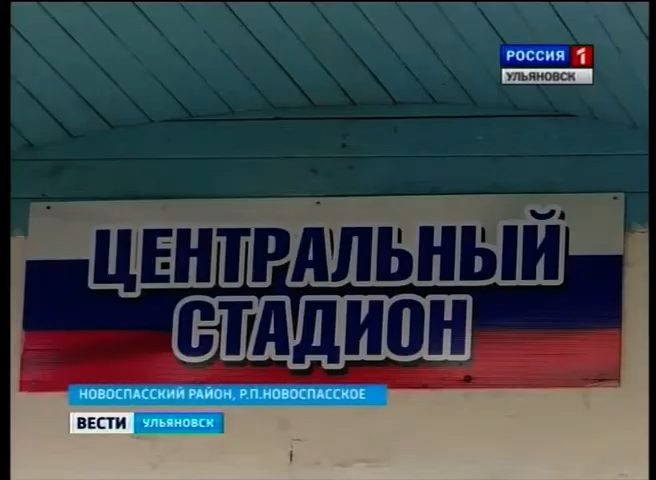 РОССИЯ 1
УЛЬЯНОВСК
ЦЕНТРАЛЬНЫЙ
СТАДИОН
НОВОСПАССКИЙ РАЙОН, Р.П.НОВОСПАССКОЕ
ВЕСТИ УЛЬЯНОВСК